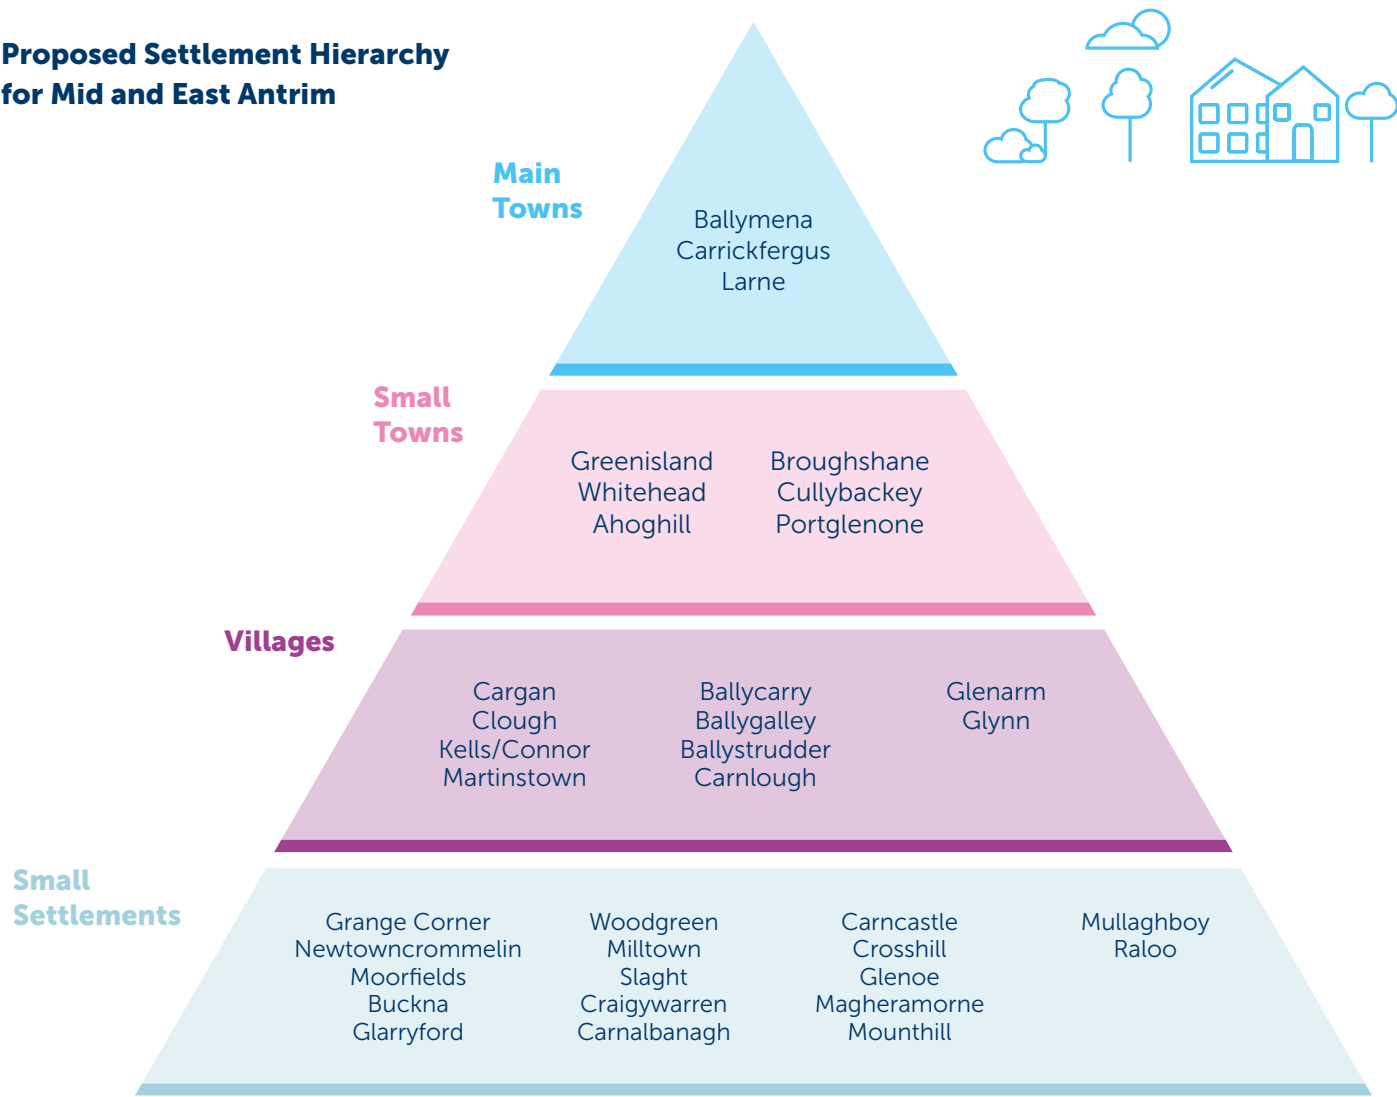 Proposed Settlement Hierarchy
for Mid and East Antrim
Main
Towns
Ballymena
Carrickfergus
Larne
Small
Towns
Greenisland
Whitehead
Ahoghill
Broughshane
Cullybackey
Portglenone
Villages
Cargan
Clough
Kells/Connor
Martinstown
Ballycarry
Ballygalley
Ballystrudder
Carnlough
Glenarm
Glynn
Small
Settlements
Grange Corner
Newtowncrommelin
Moorfields
Buckna
Glarryford
Woodgreen
Milltown
Slaght
Craigywarren
Carnalbanagh
Carncastle
Crosshill
Glenoe
Magheramorne
Mounthill
Mullaghboy
Raloo